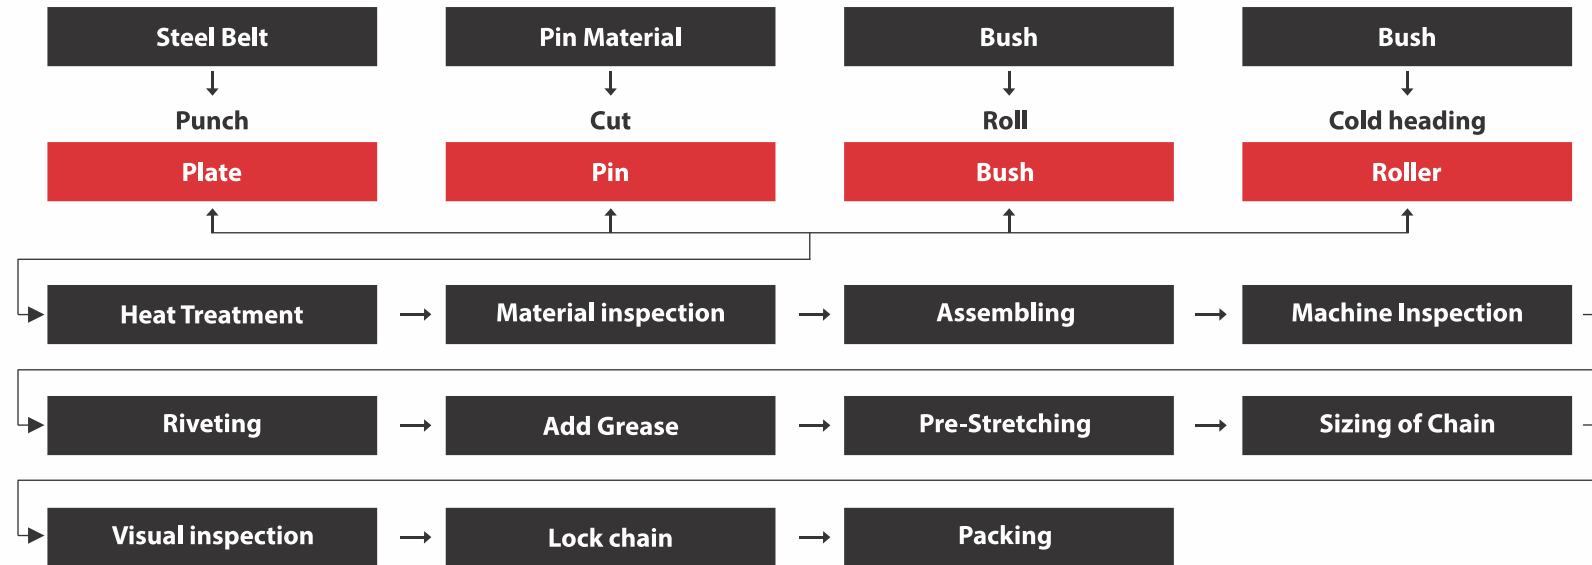 Steel Belt
Pin Material
Bush
Bush
Punch
Cut
Roll
Cold heading
Plate
Pin
Bush
Roller
Heat Treatment
Material inspection
Assembling
Machine Inspection
Riveting
Add Grease
Pre-Stretching
Sizing of Chain
Visual inspection
Lock chain
Packing